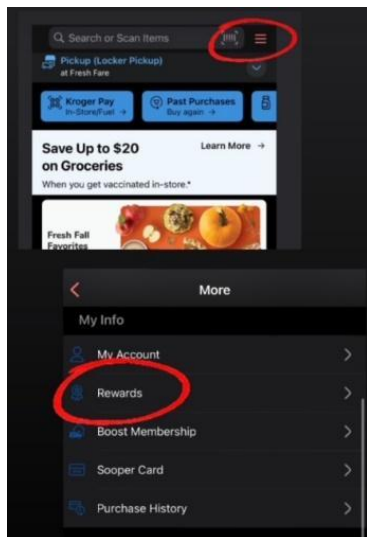 Search or Scan Items
Pickup (Locker Pickup)
at Fresh Fare
Kroger Pay
In-Store/Fuel →
Past Purchases
Buy again →
Save Up to $20
on Groceries
Learn More →
When you get vaccinated in-store.*
Fresh Fall
Favorites
More
My Info
My Account
Rewards
Boost Membership
Sooper Card
Purchase History